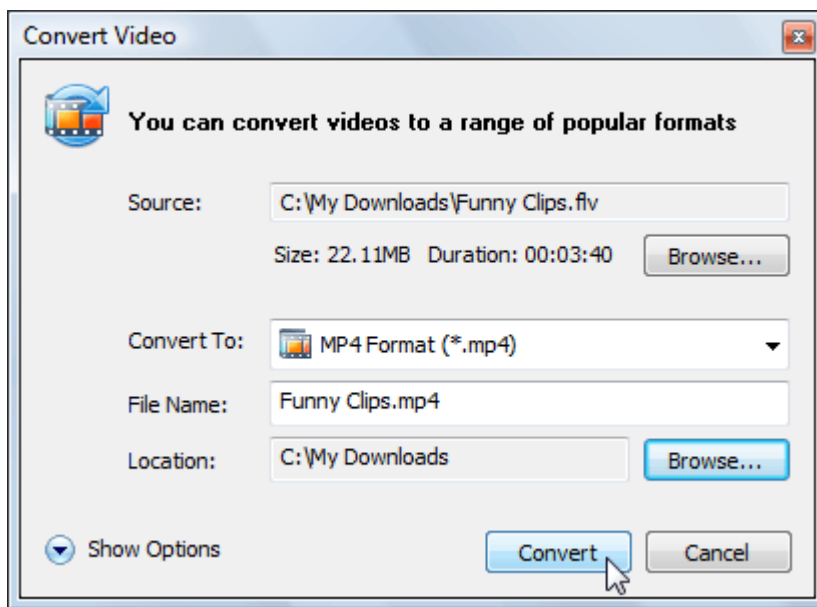 Convert Video
You can convert videos to a range of popular formats
Source: C:\My Downloads\Funny Clips.flv
Size: 22.11MB Duration: 00:03:40 Browse...
Convert To: MP4 Format (*.mp4)
File Name: Funny Clips.mp4
Location: C:\My Downloads Browse...
Show Options Convert Cancel